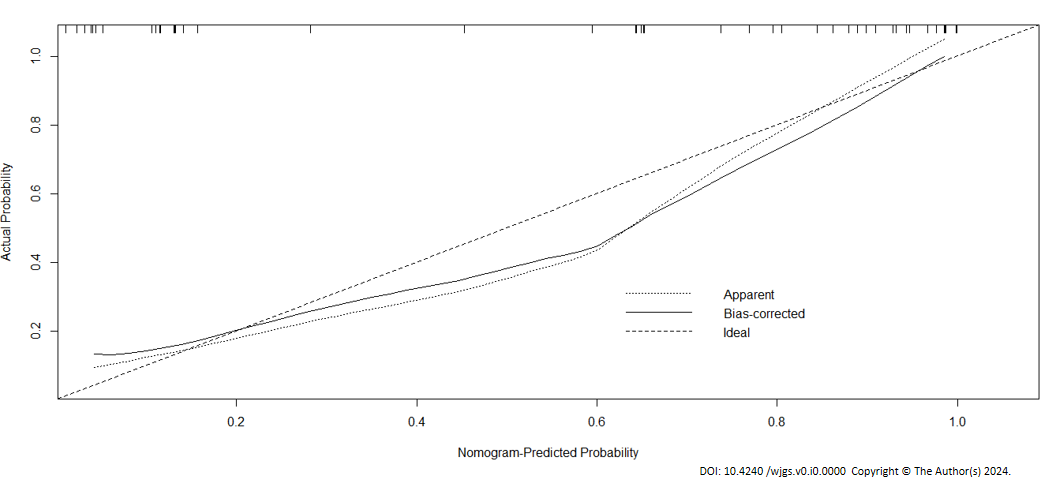 1.0
0.8
0.6
0.4
0.2
Actual Probability
Apparent
Bias-corrected
Ideal
0.2 0.4 0.6 0.8 1.0
Nomogram-Predicted Probability
DOI: 10.4240 /wjgs.v0.i0.0000 Copyright © The Author(s) 2024.